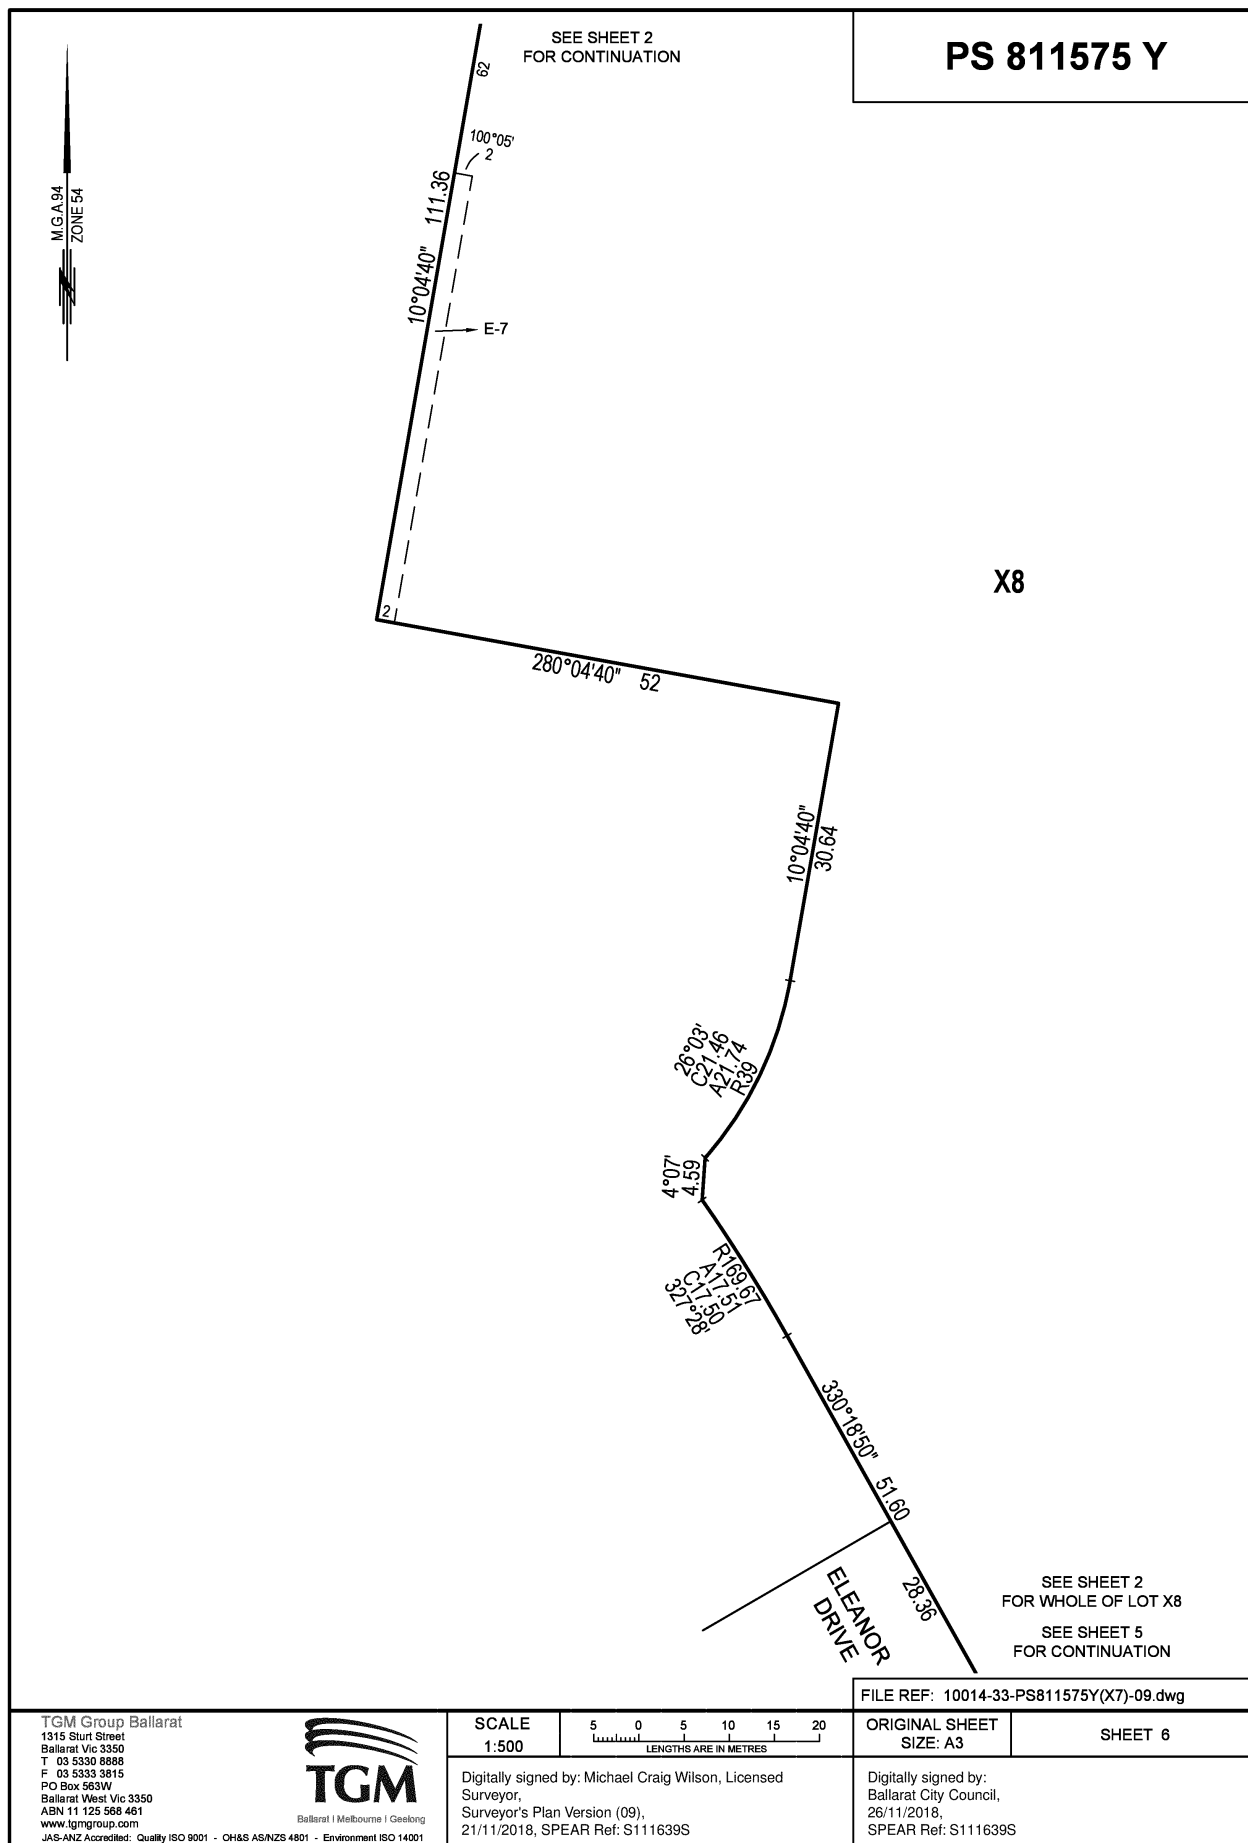 SEE SHEET 2
FOR CONTINUATION
PS 811575 Y
62
100°05'
2
M.G.A.94
ZONE 54
10°04'40" 111.36
E-7
X8
2
280°04'40" 52
10°04'40"
30.64
26°03'
C21.46
A21.74
R39
4°07'
4.59
R169.67
A17.51
C17.50
327°28'
330°18'50" 51.60
28.36
ELEANOR
DRIVE
SEE SHEET 2
FOR WHOLE OF LOT X8
SEE SHEET 5
FOR CONTINUATION
FILE REF: 10014-33-PS811575Y(X7)-09.dwg
TGM Group Ballarat
1315 Sturt Street
Ballarat Vic 3350
T 03 5330 8888
F 03 5333 3815
PO Box 563W
Ballarat West Vic 3350
ABN 11 125 568 461
www.tgmgroup.com
JAS-ANZ Accredited: Quality ISO 9001 - OH&S AS/NZS 4801 - Environment ISO 14001
TGM
Ballarat | Melbourne | Geelong
SCALE
1:500
5 0 5 10 15 20
LENGTHS ARE IN METRES
ORIGINAL SHEET
SIZE: A3
SHEET 6
Digitally signed by: Michael Craig Wilson, Licensed
Surveyor,
Surveyor's Plan Version (09),
21/11/2018, SPEAR Ref: S111639S
Digitally signed by:
Ballarat City Council,
26/11/2018,
SPEAR Ref: S111639S